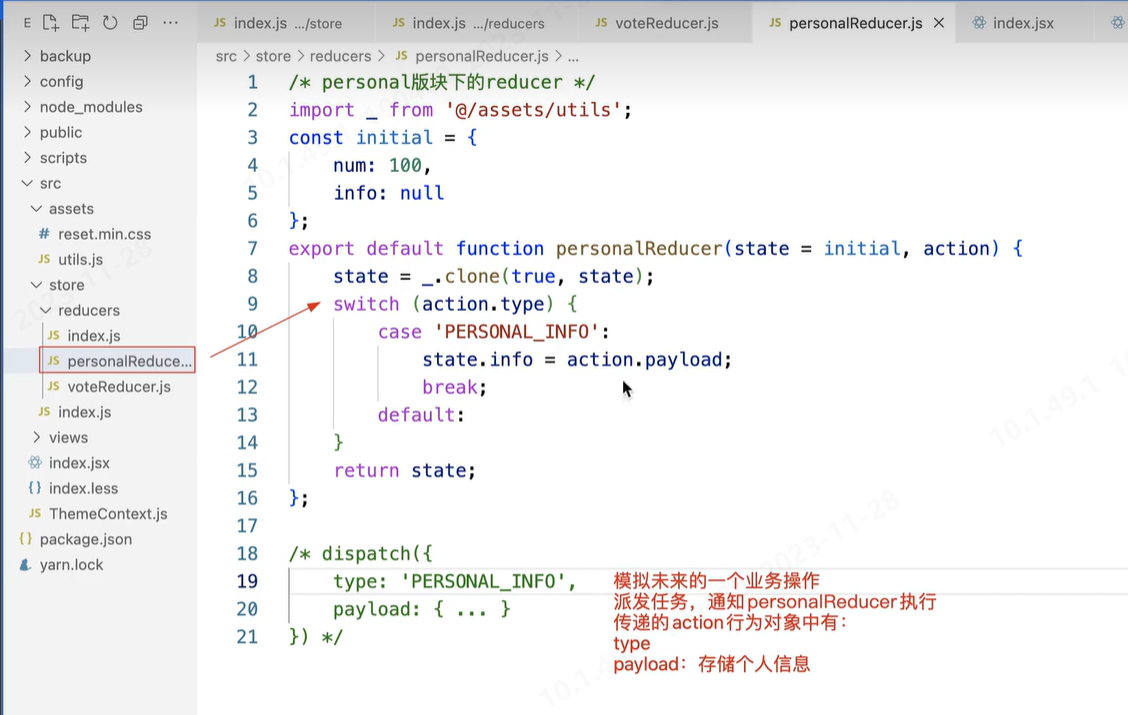 E
JS index.js .../store
JS index.js .../reducers
JS voteReducer.js
JS personalReducer.js
index.jsx
backup
config
node_modules
public
scripts
src
assets
# reset.min.css
JS utils.js
store
reducers
JS index.js
JS personalReduce...
JS voteReducer.js
JS index.js
views
index.jsx
{} index.less
JS ThemeContext.js
{} package.json
yarn.lock
src > store > reducers > JS personalReducer.js > ...
1 /* personal版块下的reducer */
2 import _ from '@/assets/utils';
3 const initial = {
4 num: 100,
5 info: null
6 };
7 export default function personalReducer(state = initial, action) {
8 state = _.clone(true, state);
9 switch (action.type) {
10 case 'PERSONAL_INFO':
11 state.info = action.payload;
12 break;
13 default:
14 }
15 return state;
16 };
17
18 /* dispatch({
19 type: 'PERSONAL_INFO',
20 payload: { ... }
21 }) */
模拟未来的一个业务操作
派发任务，通知personalReducer执行
传递的action行为对象中有：
type
payload：存储个人信息
2023-11-28
10.1.49.1
2023-11-28